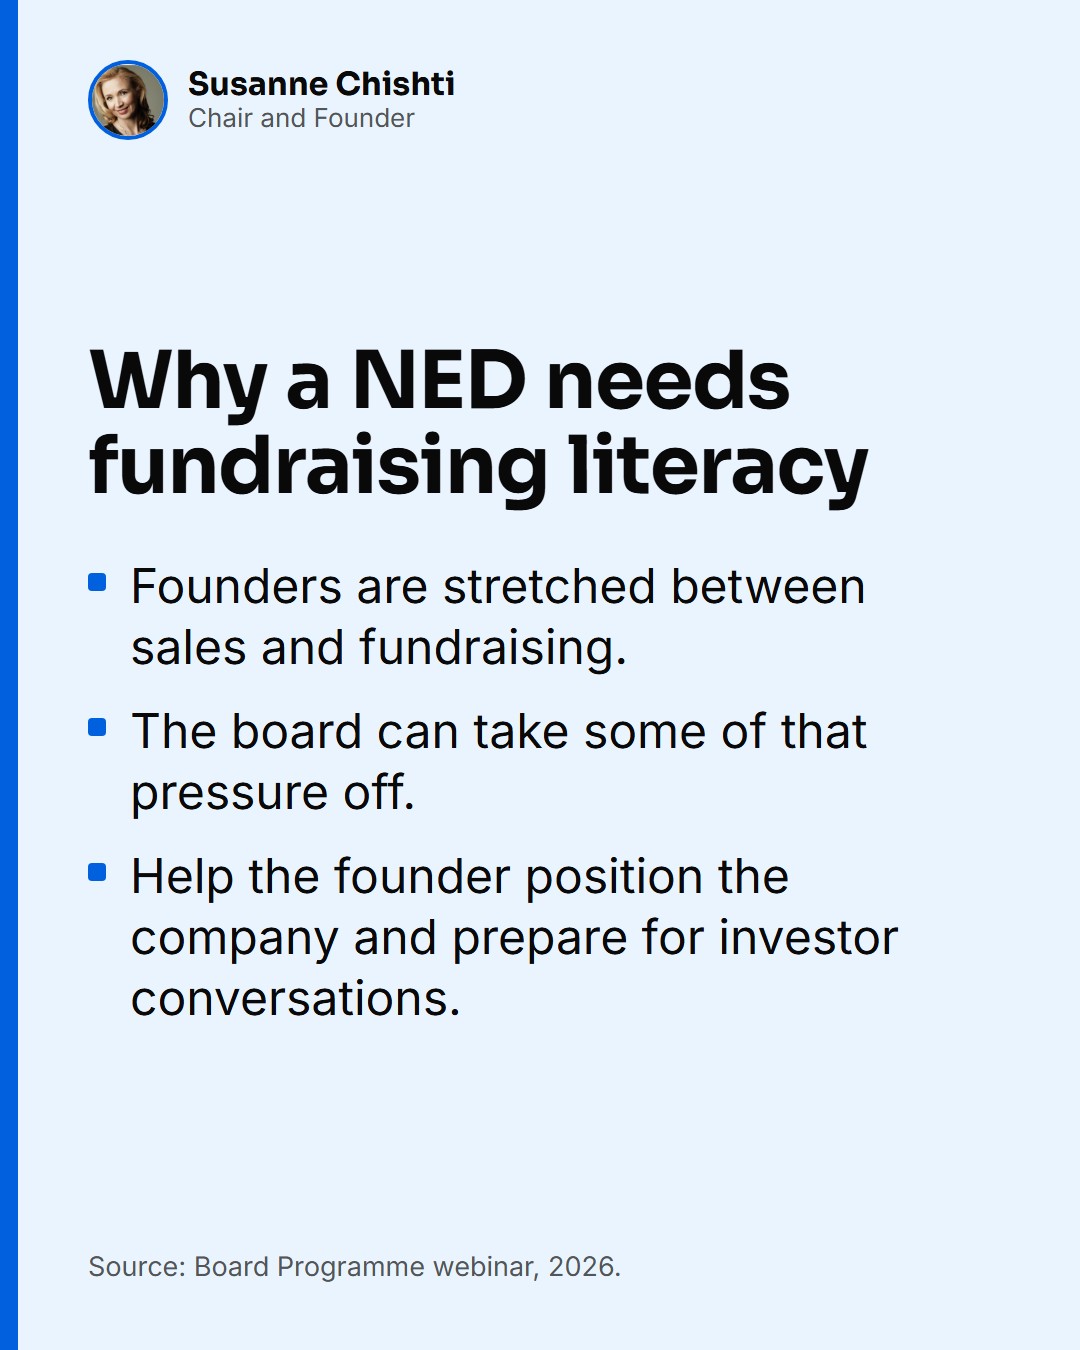 Susanne Chishti
Chair and Founder
Why a NED needs
fundraising literacy
Founders are stretched between
sales and fundraising.
The board can take some of that
pressure off.
Help the founder position the
company and prepare for investor
conversations.
Source: Board Programme webinar, 2026.